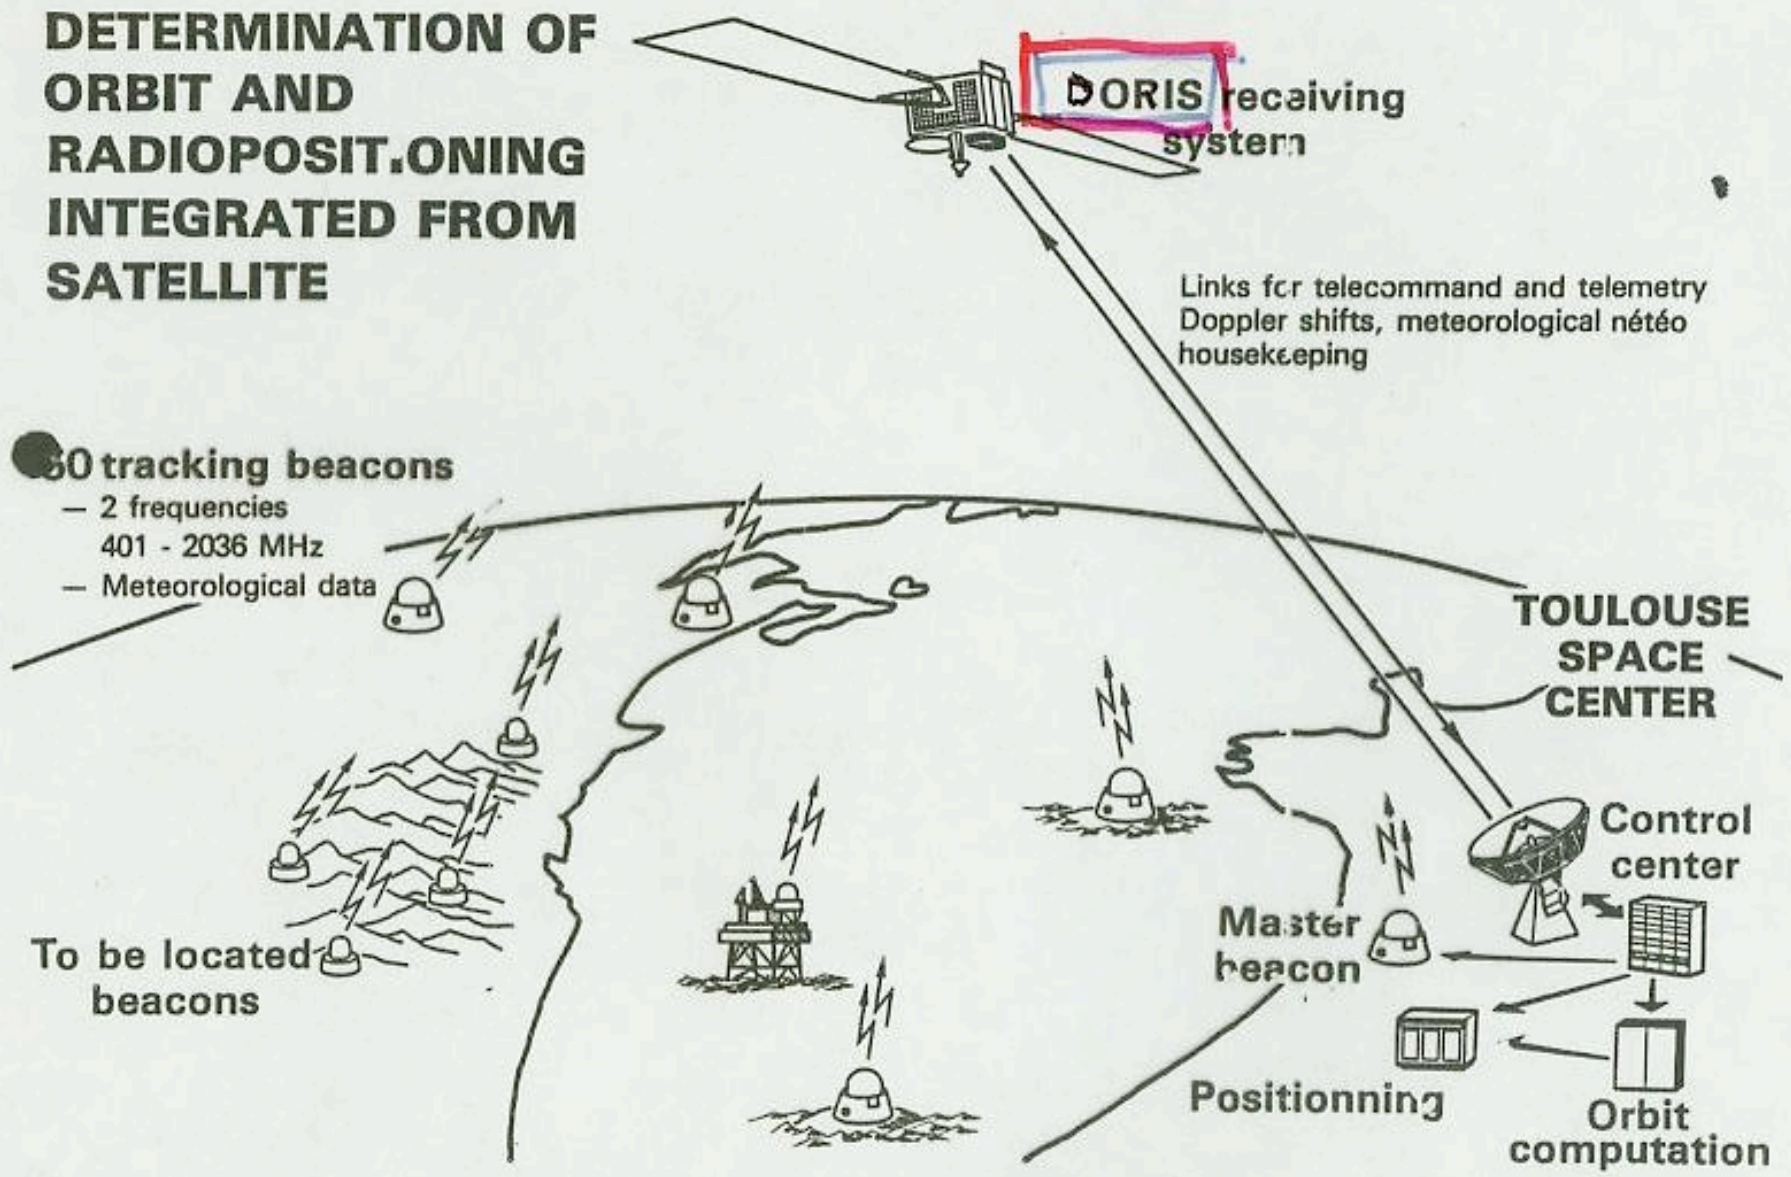 DETERMINATION OF
ORBIT AND
RADIOPOSIT.ONING
INTEGRATED FROM
SATELLITE
DORIS receiving
system
Links for telecommand and telemetry
Doppler shifts, meteorological nétéo
housekeeping
tracking beacons
— 2 frequencies
401 - 2036 MHz
— Meteorological data
TOULOUSE
SPACE
CENTER
Control
center
Master
beacon
To be located
beacons
Positionning
Orbit
computation